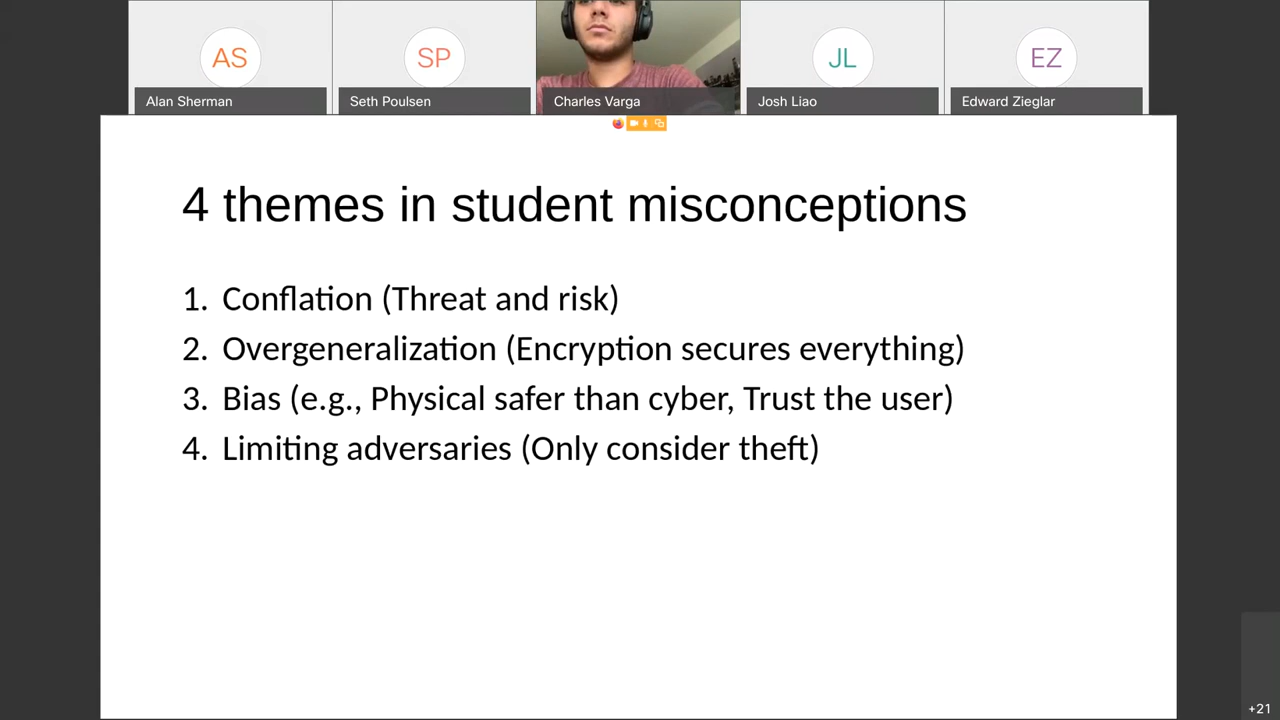 AS
SP
JL
EZ
Alan Sherman
Seth Poulsen
Charles Varga
Josh Liao
Edward Zieglar
4 themes in student misconceptions
1. Conflation (Threat and risk)
2. Overgeneralization (Encryption secures everything)
3. Bias (e.g., Physical safer than cyber, Trust the user)
4. Limiting adversaries (Only consider theft)
+21